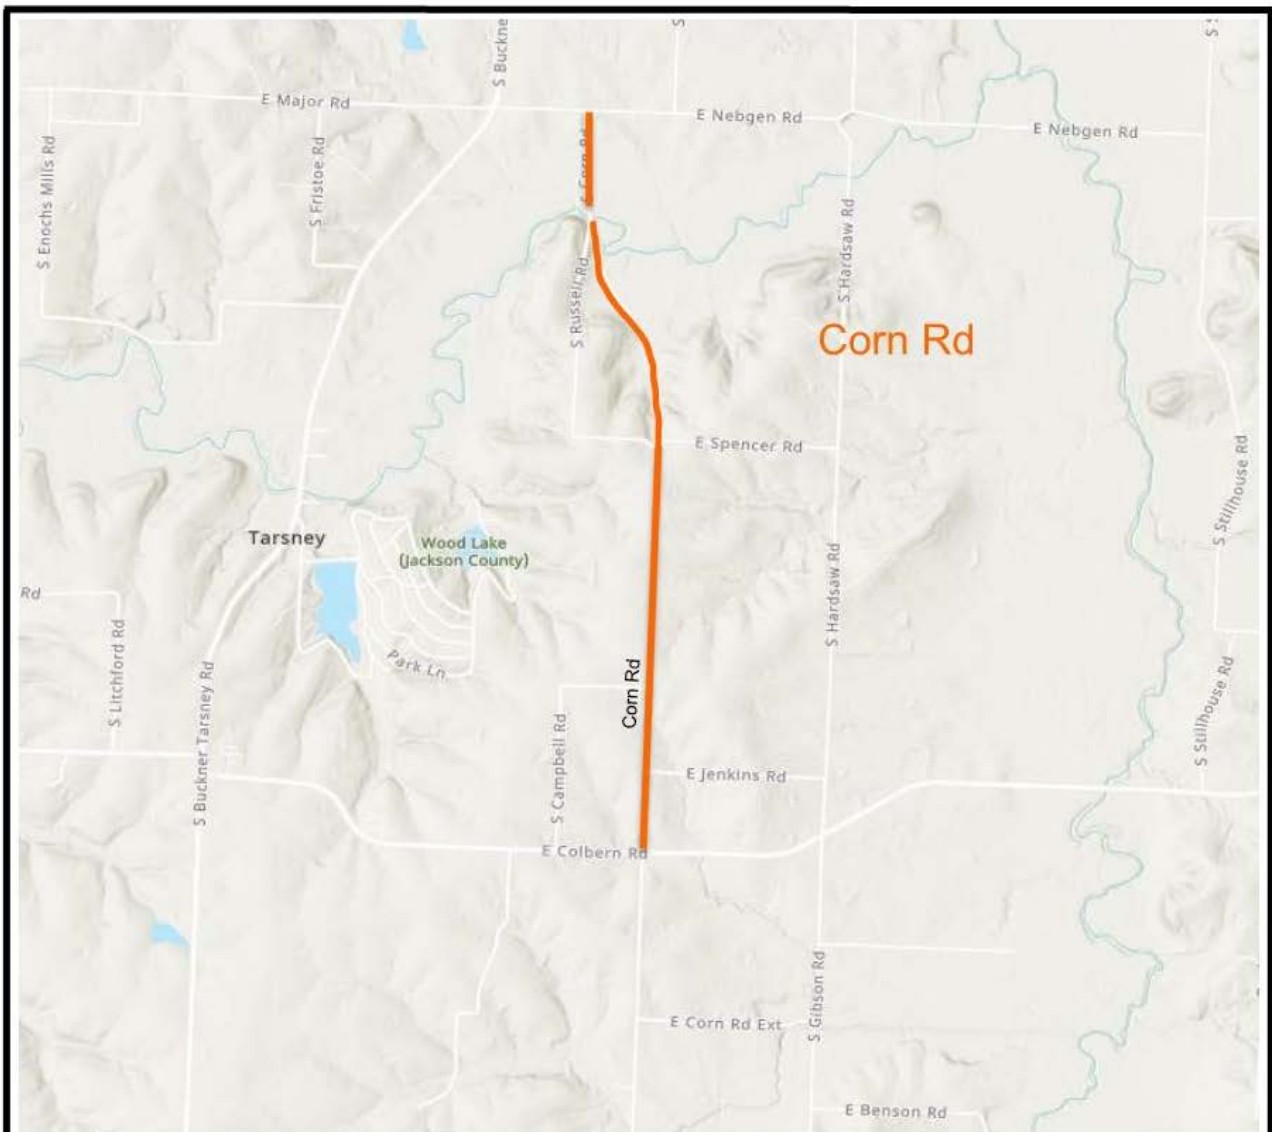 S Buckne
S
S S
E Major Rd
E Nebgen Rd
E Nebgen Rd
S Enochs Mills Rd
S Fristoe Rd
S Corn Rd
S Hardsaw Rd
S Russell Rd
Corn Rd
E Spencer Rd
S Stillhouse Rd
Tarsney
Wood Lake
(Jackson County)
S Hardsaw Rd
Rd
S Litchford Rd
Park Ln
Corn Rd
S Buckner Tarsney Rd
S Campbell Rd
S Stillhouse Rd
E Jenkins Rd
E Colbern Rd
S Gibson Rd
E Corn Rd Ext
E Benson Rd